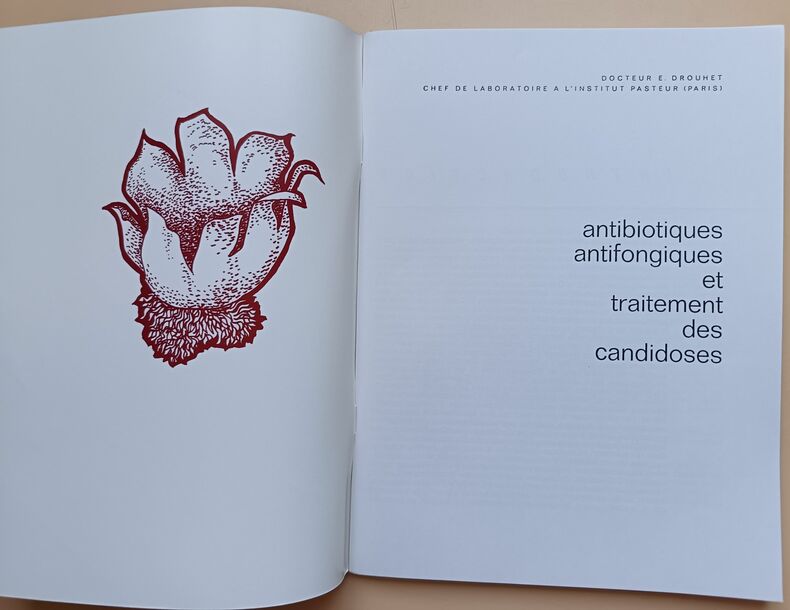 DOCTEUR E. DROUHET
CHEF DE LABORATOIRE A L'INSTITUT PASTEUR (PARIS)
antibiotiques
antifongiques
et
traitement
des
candidoses